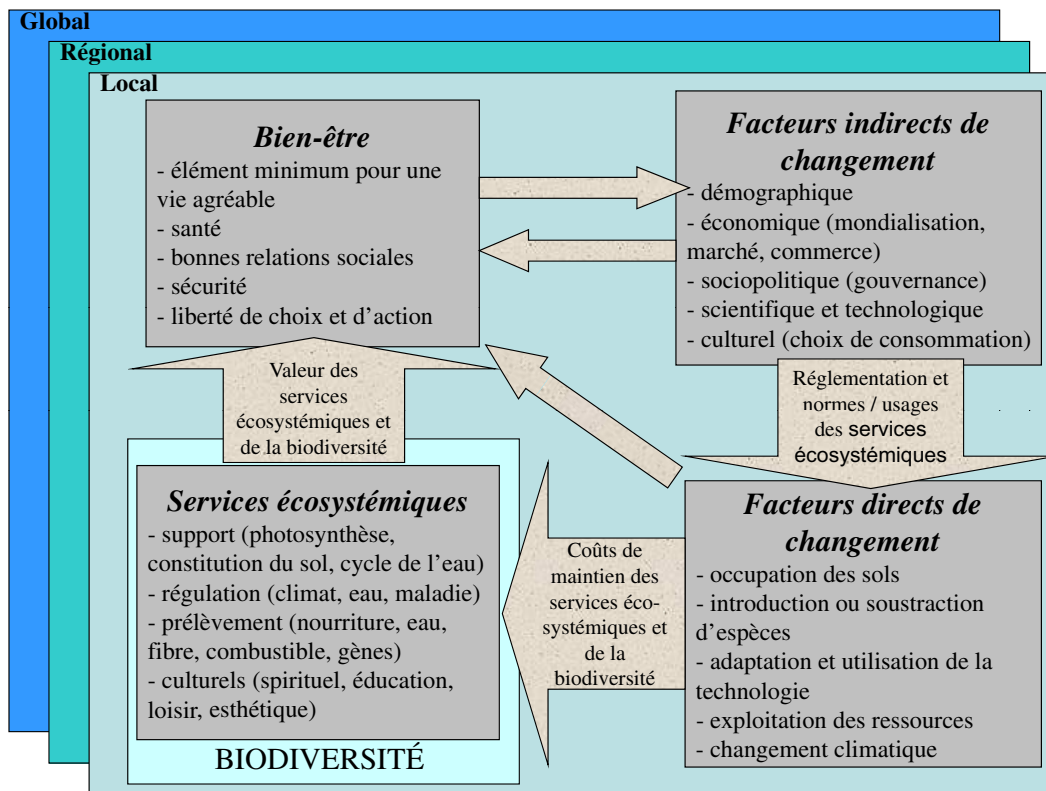 Global
Régional
Local
Bien-être
- élément minimum pour une
vie agréable
- santé
- bonnes relations sociales
- sécurité
- liberté de choix et d'action
Facteurs indirects de
changement
- démographique
- économique (mondialisation,
marché, commerce)
- sociopolitique (gouvernance)
- scientifique et technologique
- culturel (choix de consommation)
Valeur des
services
écosystémiques et
de la biodiversité
Réglementation et
normes / usages
des services
écosystémiques
Services écosystémiques
- support (photosynthèse,
constitution du sol, cycle de l'eau)
- régulation (climat, eau, maladie)
- prélèvement (nourriture, eau,
fibre, combustible, gènes)
- culturels (spirituel, éducation,
loisir, esthétique)
BIODIVERSITÉ
Coûts de
maintien des
services éco-
systémiques et
de la
biodiversité
Facteurs directs de
changement
- occupation des sols
- introduction ou soustraction
d'espèces
- adaptation et utilisation de la
technologie
- exploitation des ressources
- changement climatique